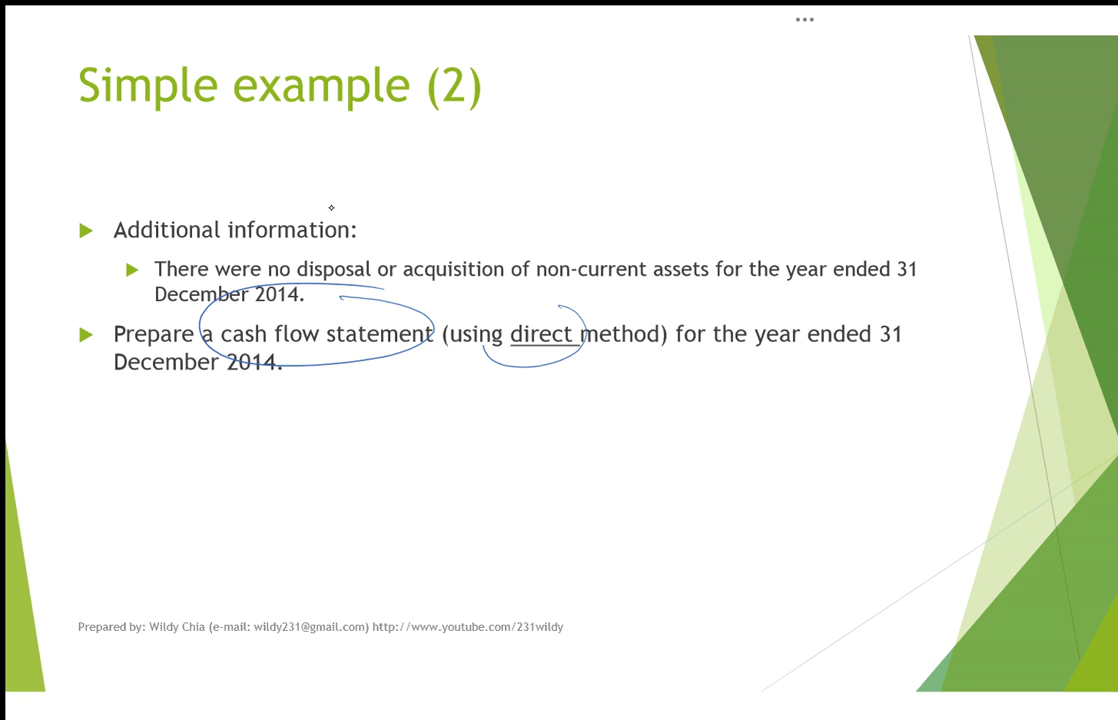 Simple example (2)
Additional information:
There were no disposal or acquisition of non-current assets for the year ended 31
December 2014.
Prepare a cash flow statement (using direct method) for the year ended 31
December 2014.
Prepared by: Wildy Chia (e-mail: wildy231@gmail.com) http://www.youtube.com/231wildy